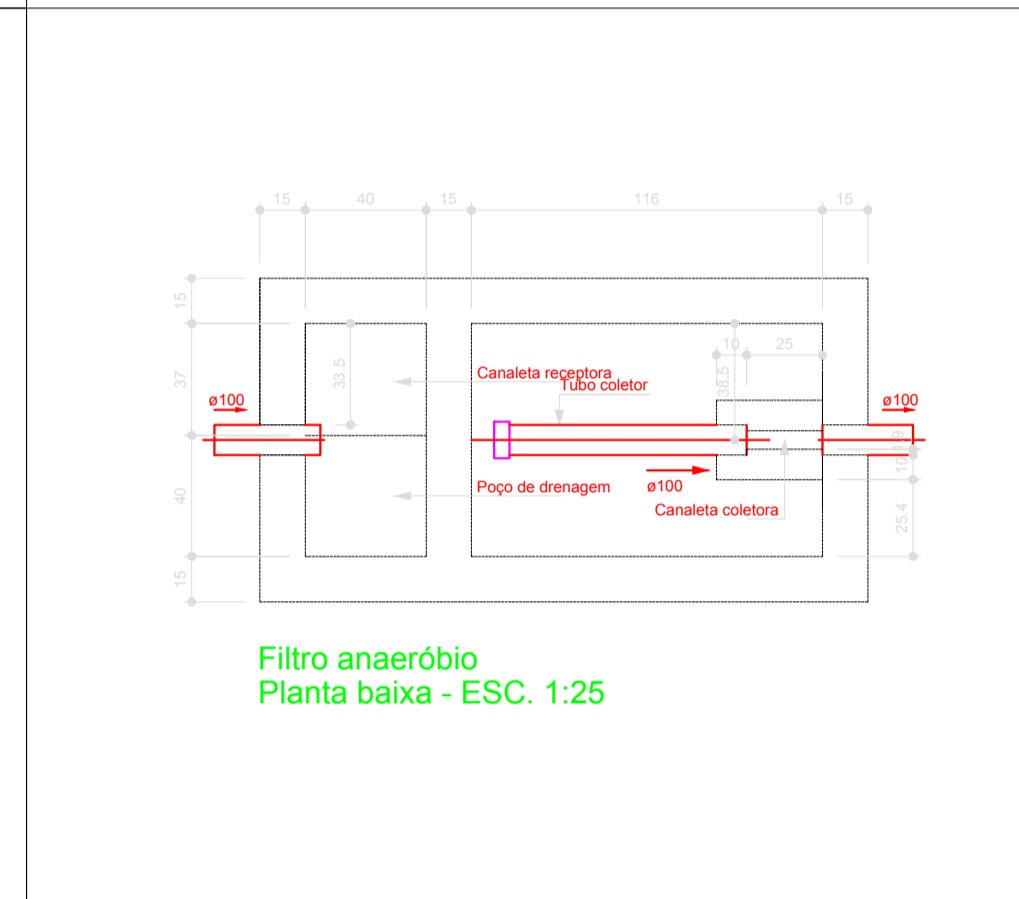 15 40 15 116 15
15
10 25
33.5
38.5
37
Canaleta receptora
Tubo coletor
ø100
ø100
Poço de drenagem
ø100
Canaleta coletora
40
25.4
15
Filtro anaeróbio
Planta baixa - ESC. 1:25